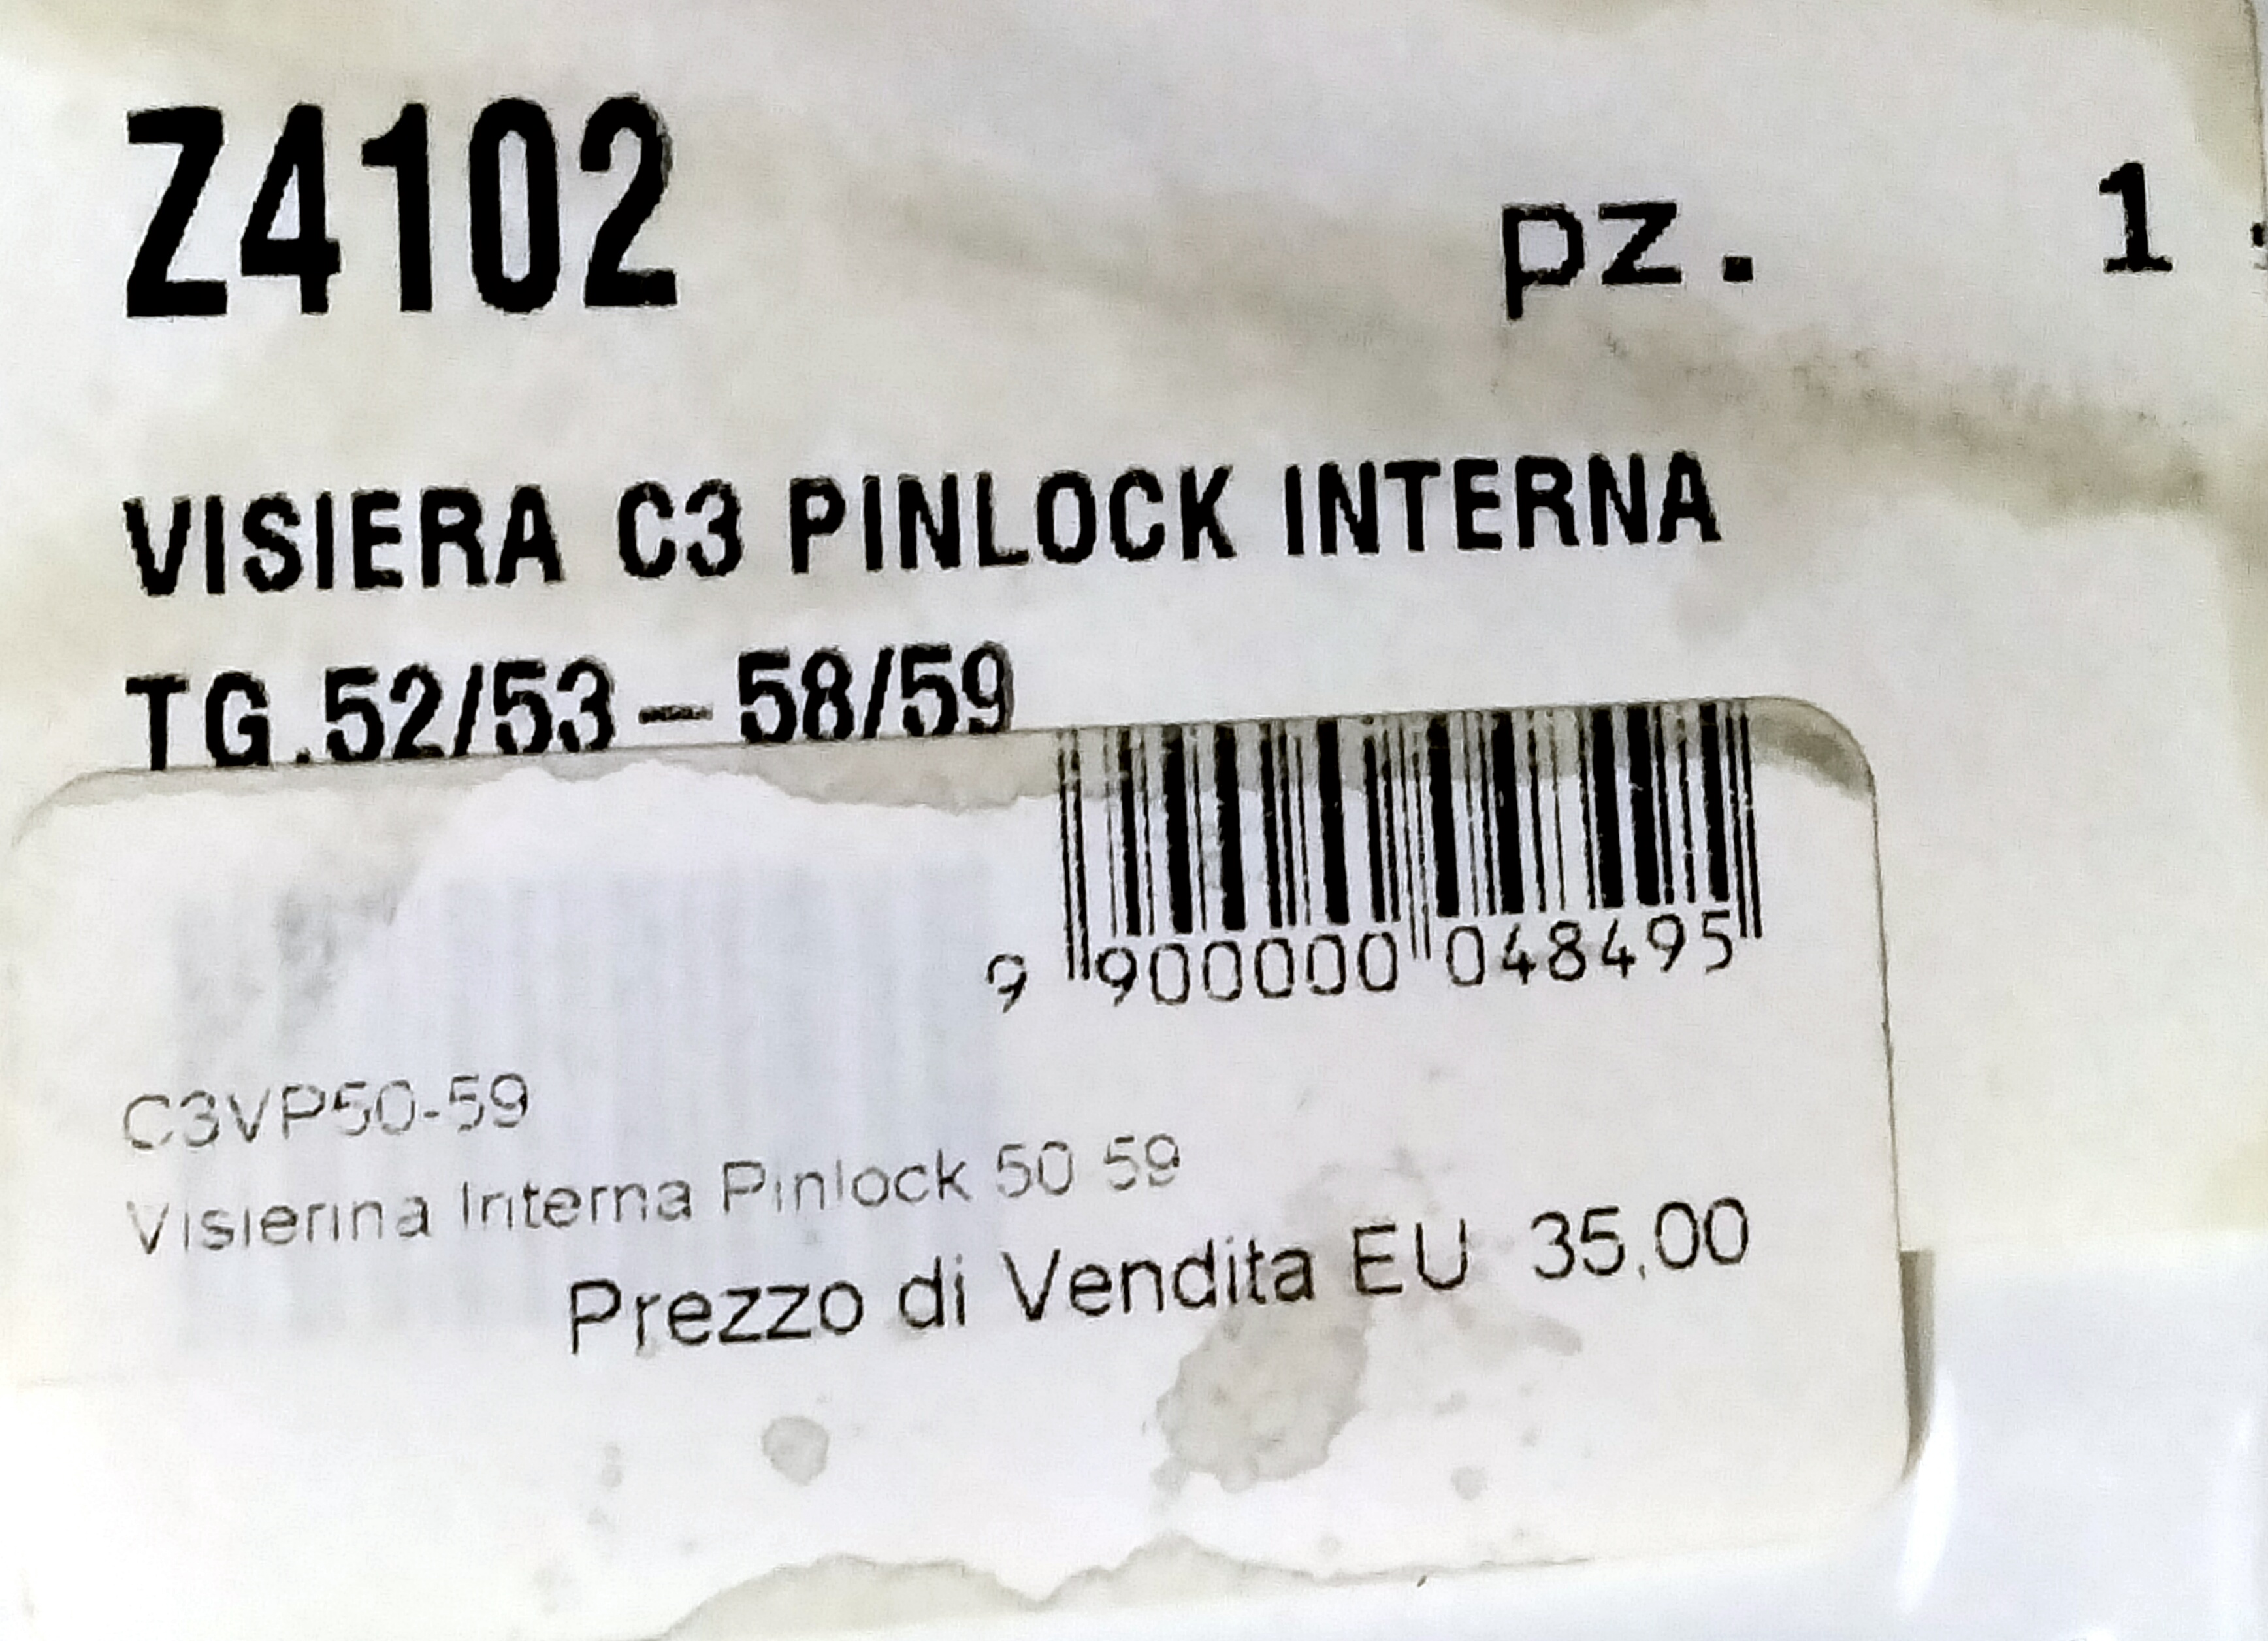 Z4102 pz. 1
VISIERA C3 PINLOCK INTERNA
TG.52/53-58/59
9 900000 048495
C3VP50-59
Visierina Interna Pinlock 50 59
Prezzo di Vendita EU 35,00